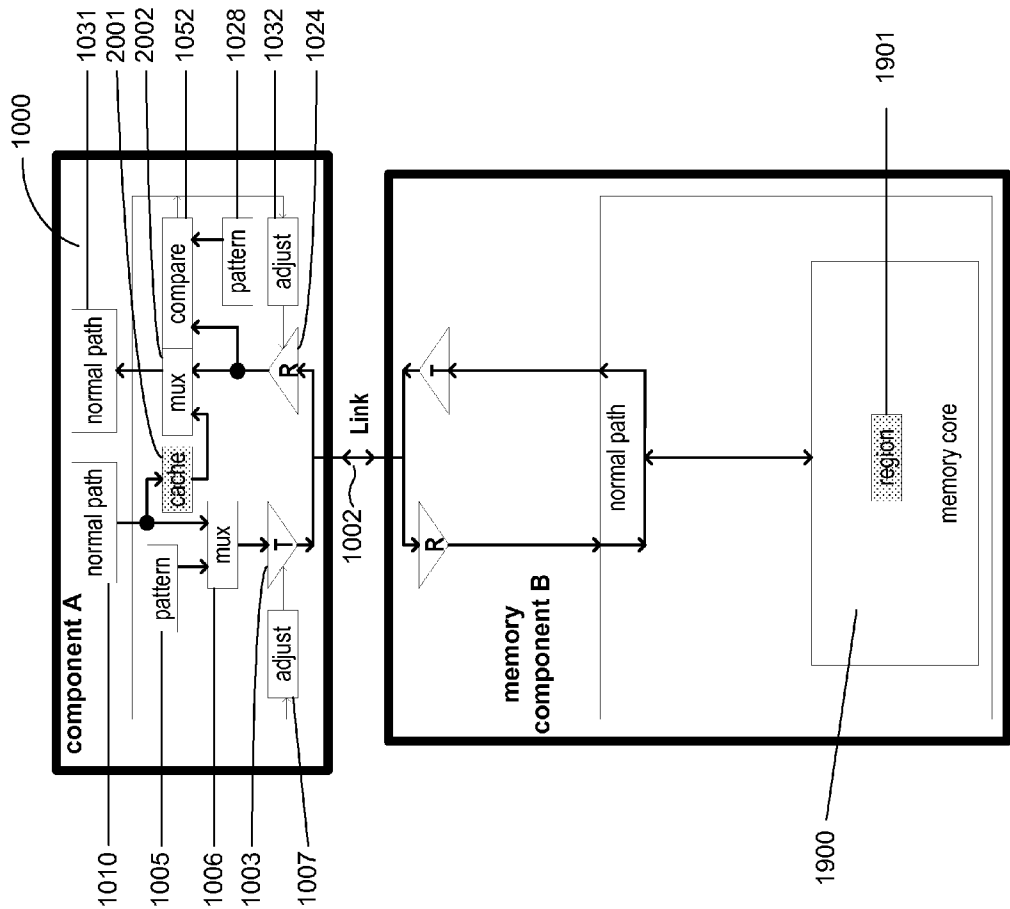 1031
2001
2002
1052
1028
1032
1024
1000
component A
normal path
normal path
pattern
cache
mux
compare
mux
pattern
T
R
adjust
adjust
1010
1005
1006
1003
1007
1002
Link
memory
component B
R
T
normal path
region
memory core
1901
1900